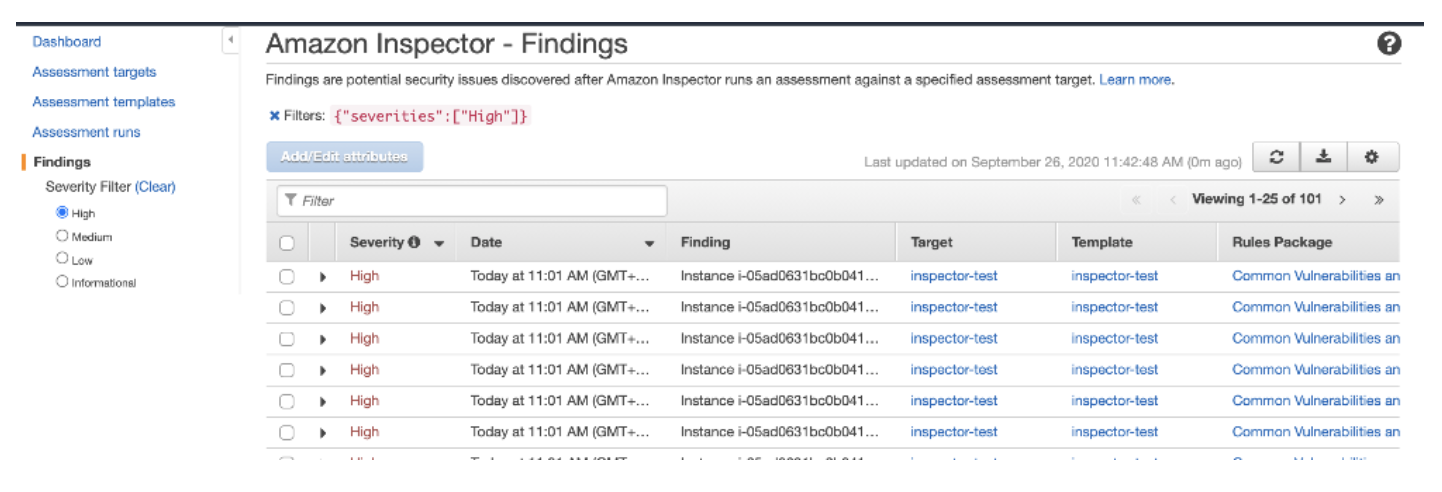 Dashboard
Assessment targets
Assessment templates
Assessment runs
Findings
Severity Filter (Clear)
High
Medium
Low
Informational
Amazon Inspector - Findings
Findings are potential security issues discovered after Amazon Inspector runs an assessment against a specified assessment target. Learn more.
Filters: {"severities":["High"]}
Add/Edit attributes
Last updated on September 26, 2020 11:42:48 AM (0m ago)
Filter
« < Viewing 1-25 of 101 > »
Severity Date Finding Target Template Rules Package
High Today at 11:01 AM (GMT+... Instance i-05ad0631bc0b041... inspector-test inspector-test Common Vulnerabilities an
High Today at 11:01 AM (GMT+... Instance i-05ad0631bc0b041... inspector-test inspector-test Common Vulnerabilities an
High Today at 11:01 AM (GMT+... Instance i-05ad0631bc0b041... inspector-test inspector-test Common Vulnerabilities an
High Today at 11:01 AM (GMT+... Instance i-05ad0631bc0b041... inspector-test inspector-test Common Vulnerabilities an
High Today at 11:01 AM (GMT+... Instance i-05ad0631bc0b041... inspector-test inspector-test Common Vulnerabilities an
High Today at 11:01 AM (GMT+... Instance i-05ad0631bc0b041... inspector-test inspector-test Common Vulnerabilities an